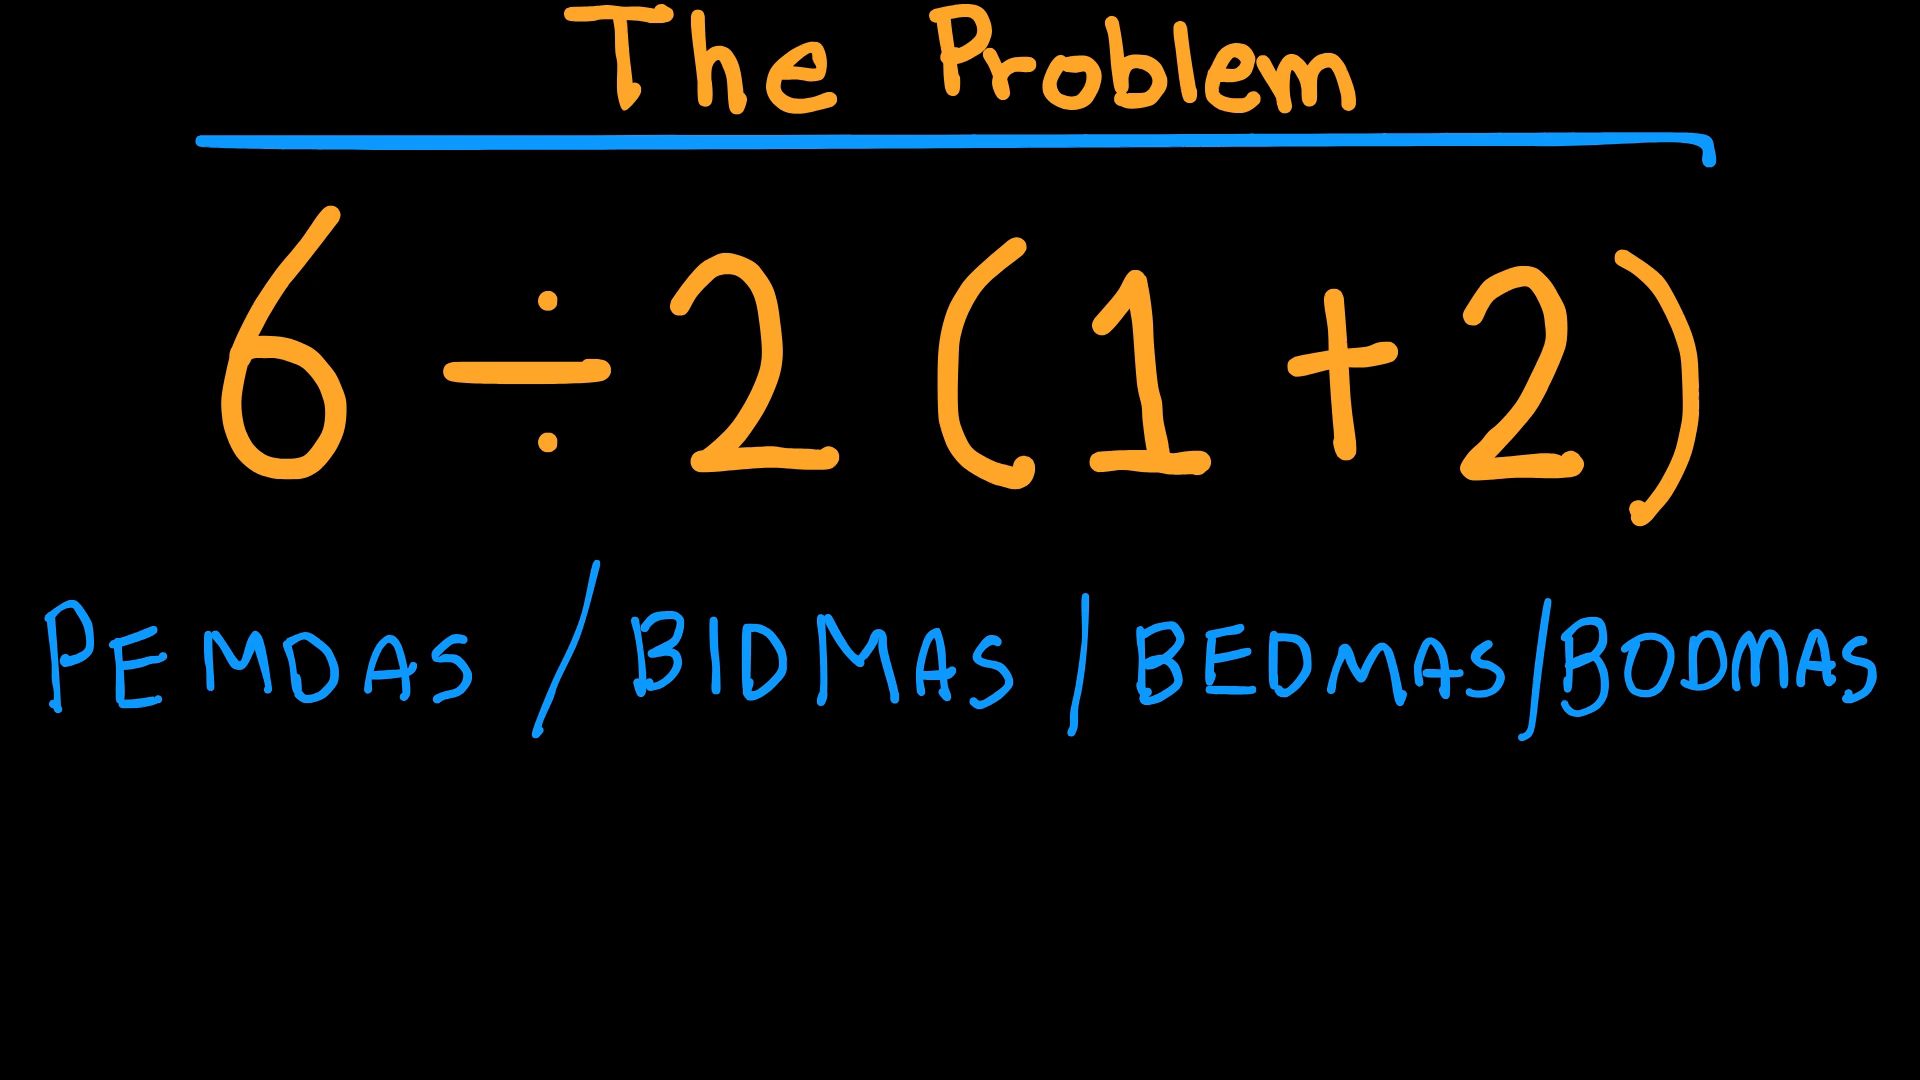 The Problem
6 ÷ 2 (1 + 2)
PEMDAS / BIDMAS / BEDMAS / BODMAS